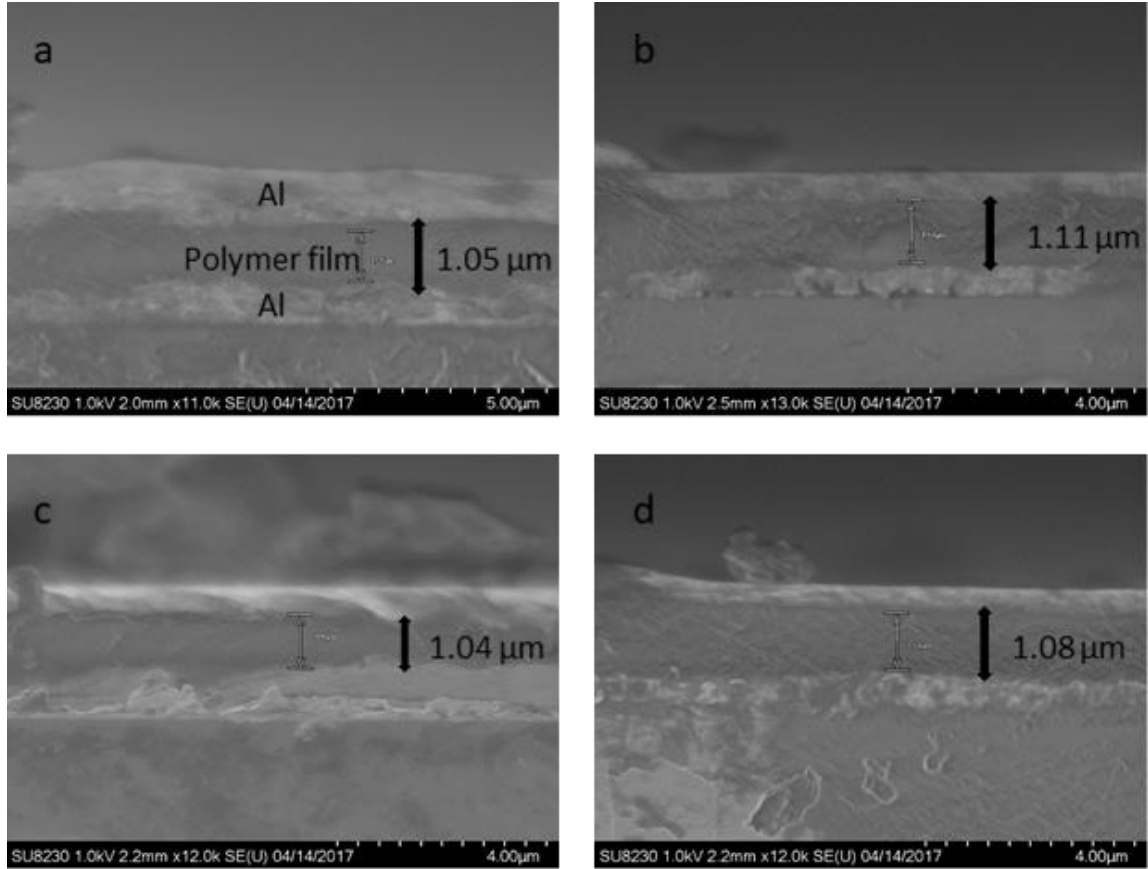 a
Al
Polymer film
1.05 µm
Al
SU8230 1.0kV 2.0mm x11.0k SE(U) 04/14/2017 5.00µm
b
1.11 µm
SU8230 1.0kV 2.5mm x13.0k SE(U) 04/14/2017 4.00µm
c
1.04 µm
SU8230 1.0kV 2.2mm x12.0k SE(U) 04/14/2017 4.00µm
d
1.08 µm
SU8230 1.0kV 2.2mm x12.0k SE(U) 04/14/2017 4.00µm